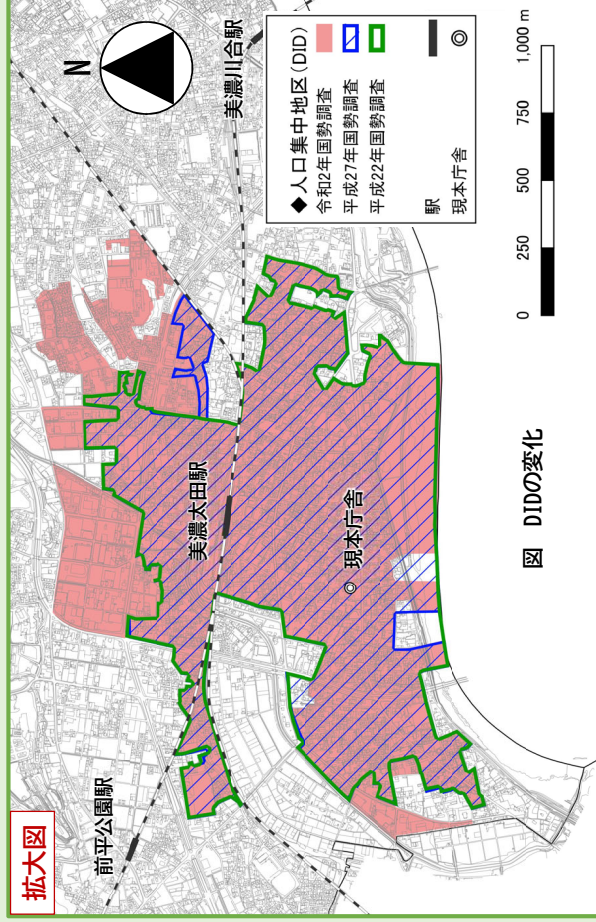 拡大図
N
前平公園駅
美濃太田駅
美濃川合駅
現本庁舎
◆人口集中地区(DID)
令和2年国勢調査
平成27年国勢調査
平成22年国勢調査
駅
現本庁舎
0 250 500 750 1,000 m
図 DIDの変化